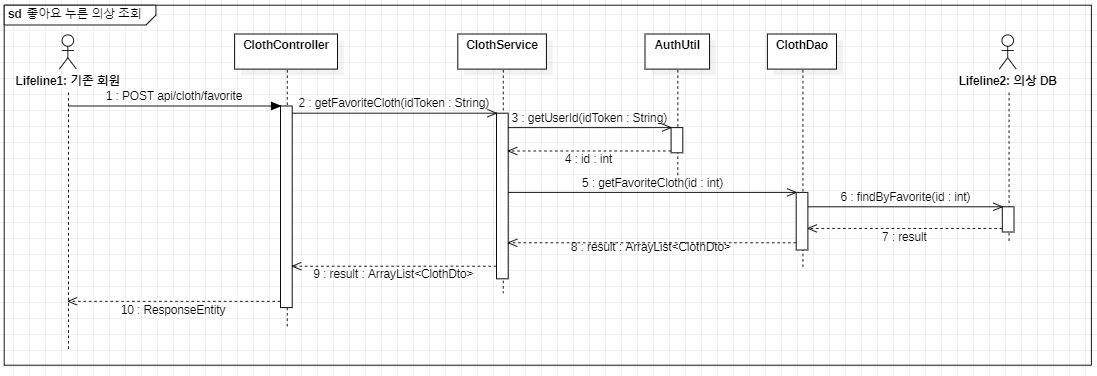 sd 좋아요 누른 의상 조회
ClothController
ClothService
AuthUtil
ClothDao
Lifeline1: 기존 회원
Lifeline2: 의상 DB
1 : POST api/cloth/favorite
2 : getFavoriteCloth(idToken : String)
3 : getUserId(idToken : String)
4 : id : int
5 : getFavoriteCloth(id : int)
6 : findByFavorite(id : int)
7 : result
8 : result : ArrayList<ClothDto>
9 : result : ArrayList<ClothDto>
10 : ResponseEntity